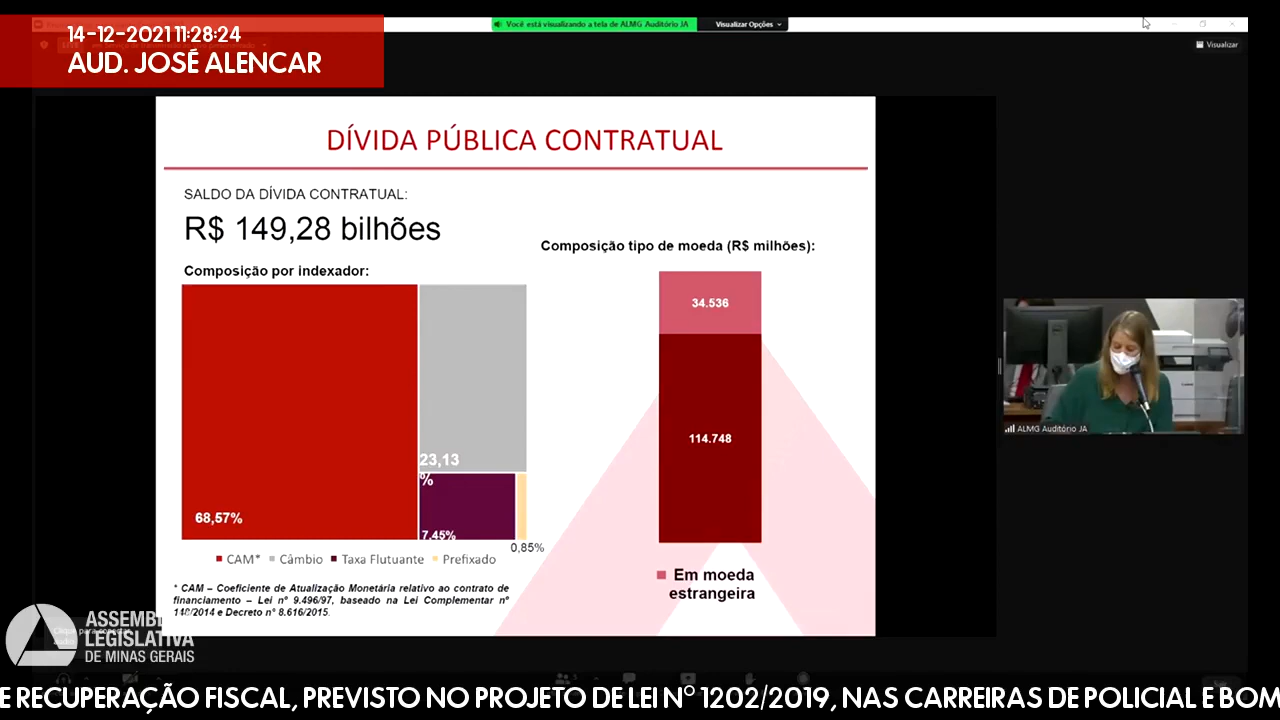 14-12-2021 11:28:24
AUD. JOSÉ ALENCAR
Você está visualizando a tela de ALMG Auditório JA
Visualizar Opções
Visualizar
DÍVIDA PÚBLICA CONTRATUAL
SALDO DA DÍVIDA CONTRATUAL:
R$ 149,28 bilhões
Composição por indexador:
68,57%
23,13
%
7,45%
0,85%
CAM* Câmbio Taxa Flutuante Prefixado
* CAM – Coeficiente de Atualização Monetária relativo ao contrato de
financiamento – Lei nº 9.496/97, baseado na Lei Complementar nº
148/2014 e Decreto nº 8.616/2015.
Composição tipo de moeda (R$ milhões):
34.536
114.748
Em moeda
estrangeira
ALMG Auditório JA
ASSEMBL
LEGISLATIVA
DE MINAS GERAIS
E RECUPERAÇÃO FISCAL, PREVISTO NO PROJETO DE LEI N° 1202/2019, NAS CARREIRAS DE POLICIAL E BOM